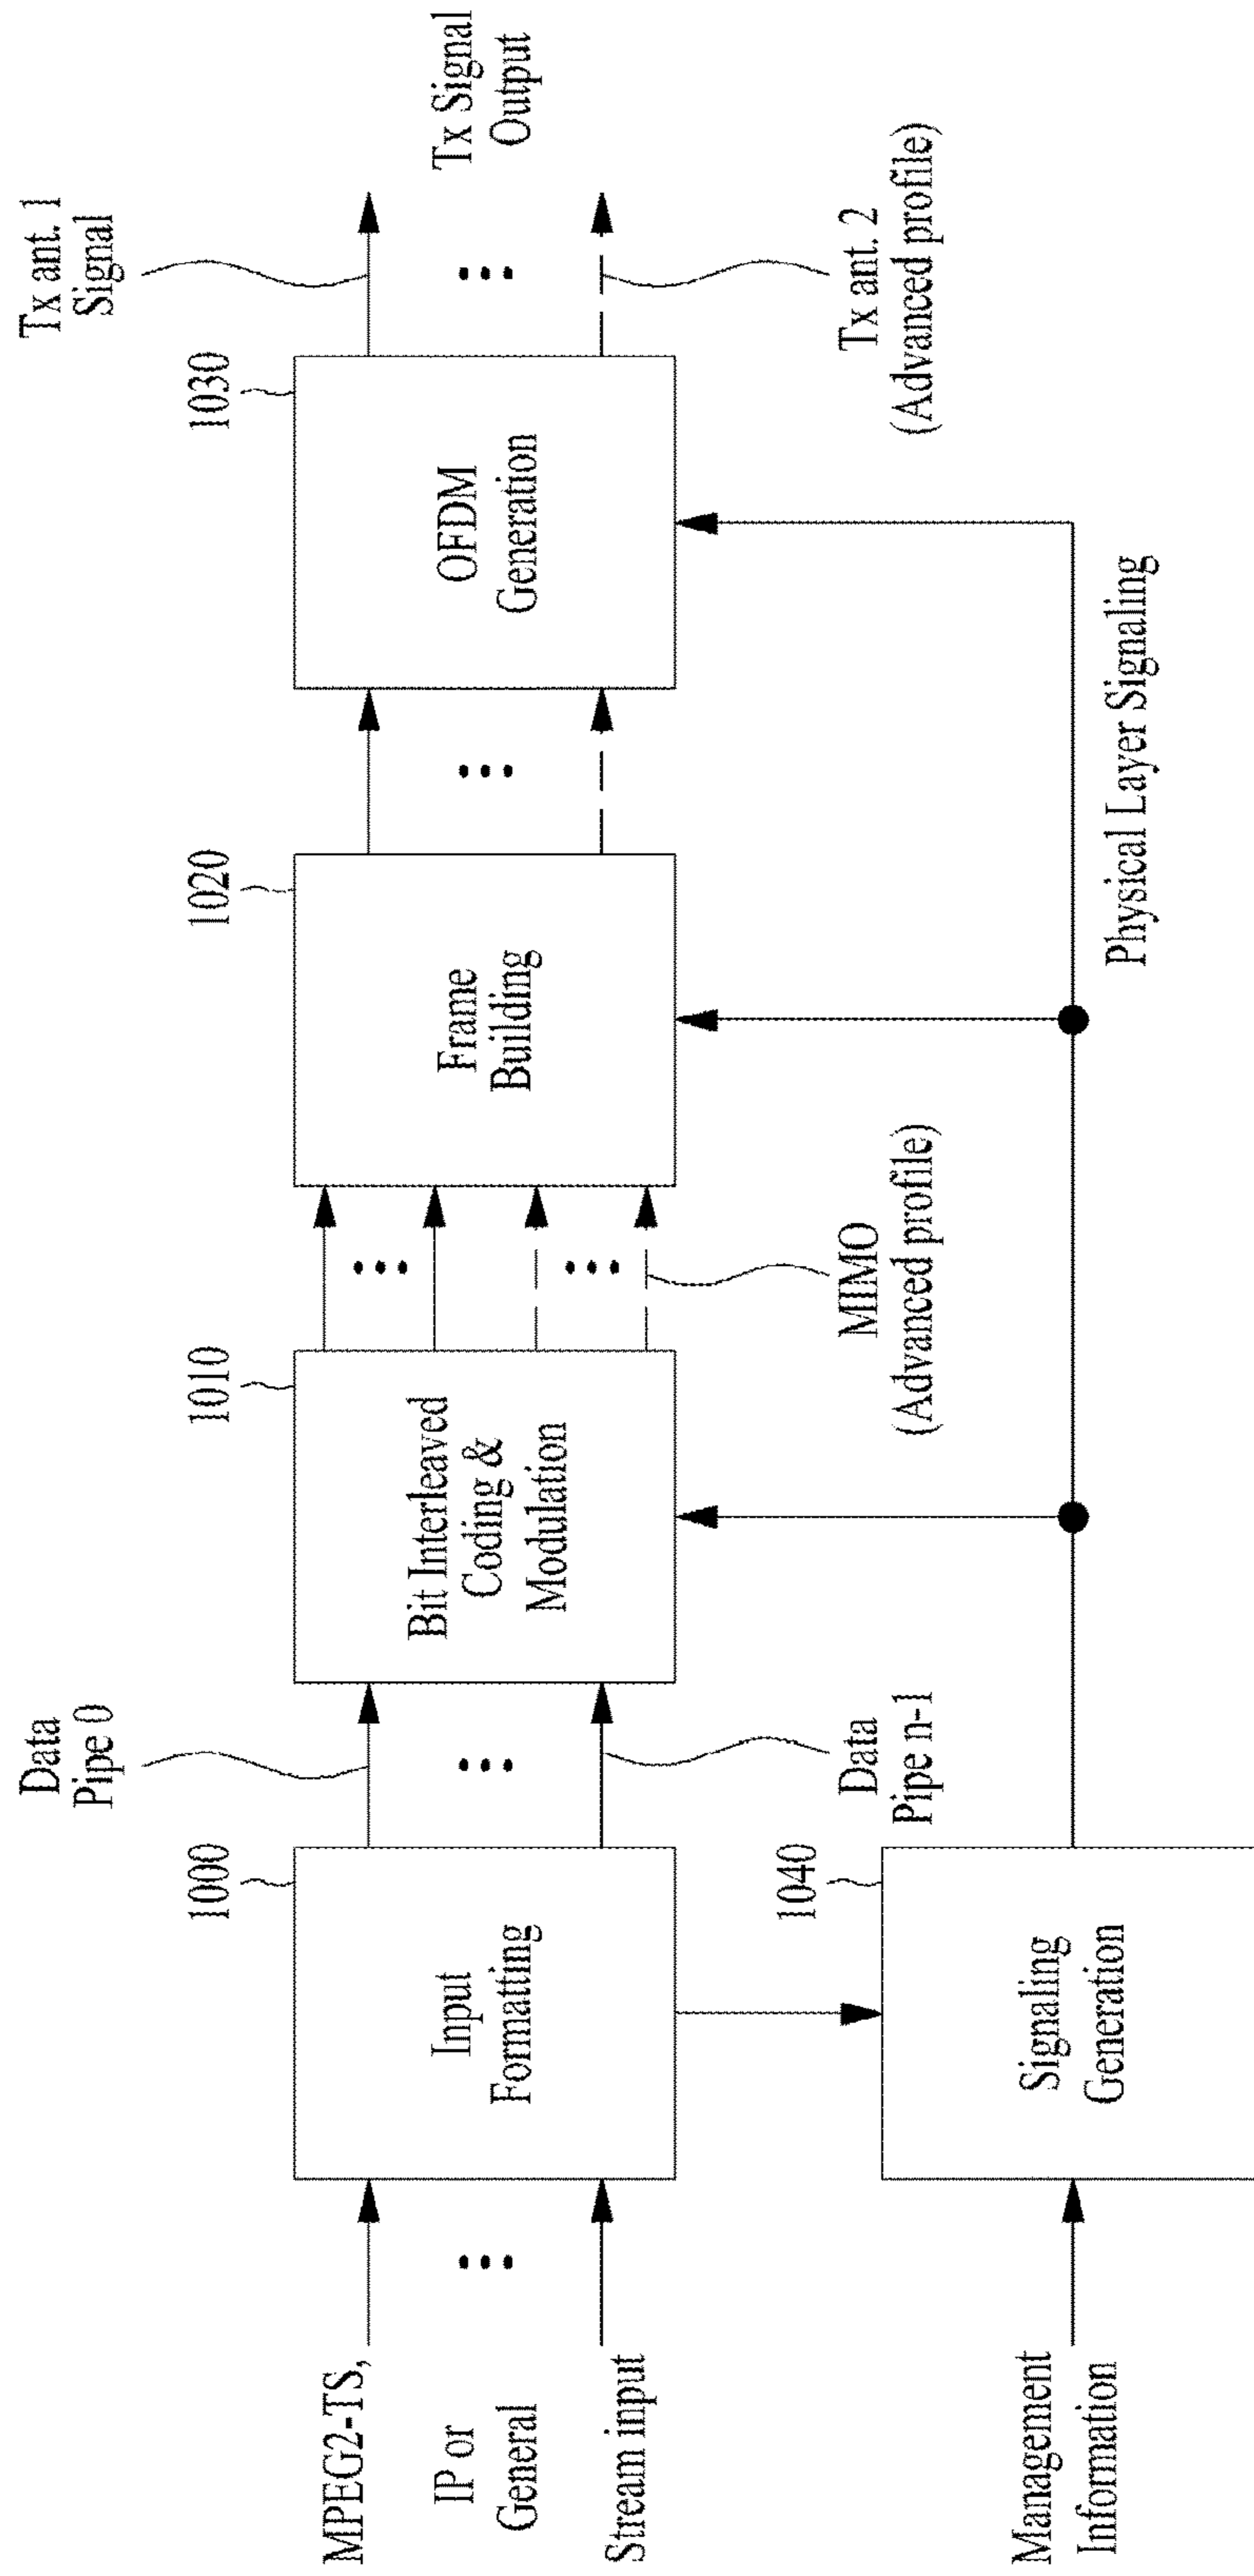 Tx ant. 1
Signal
Tx Signal
Output
Tx ant. 2
(Advanced profile)
1030
OFDM
Generation
1020
Frame
Building
Physical Layer Signaling
MIMO
(Advanced profile)
1010
Bit Interleaved
Coding &
Modulation
Data
Pipe 0
Data
Pipe n-1
1000
Input
Formatting
1040
Signaling
Generation
MPEG2-TS,
IP or
General
Stream input
Management
Information